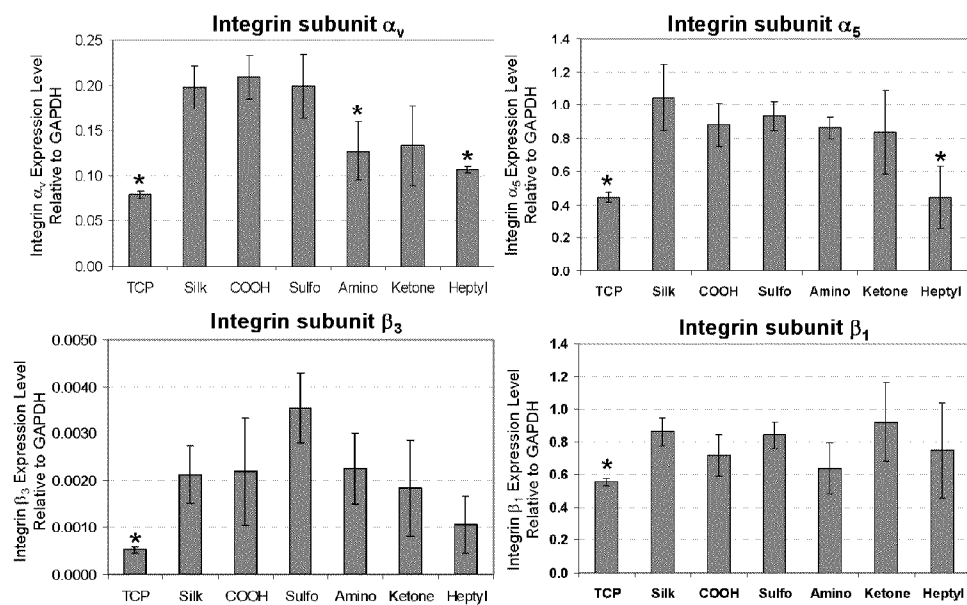 Integrin subunit αv
Integrin αv Expression Level
Relative to GAPDH
0.25
0.20
0.15
0.10
0.05
0.00
*
*
*
TCP Silk COOH Sulfo Amino Ketone Heptyl
Integrin subunit α5
Integrin α5 Expression Level
Relative to GAPDH
1.4
1.2
1.0
0.8
0.6
0.4
0.2
0.0
*
*
TCP Silk COOH Sulfo Amino Ketone Heptyl
Integrin subunit β3
Integrin β3 Expression Level
Relative to GAPDH
0.0050
0.0040
0.0030
0.0020
0.0010
0.0000
*
TCP Silk COOH Sulfo Amino Ketone Heptyl
Integrin subunit β1
Integrin β1 Expression Level
Relative to GAPDH
1.4
1.2
1.0
0.8
0.6
0.4
0.2
0.0
*
TCP Silk COOH Sulfo Amino Ketone Heptyl